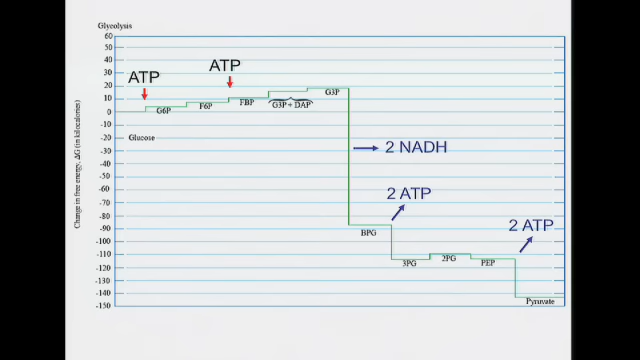 Glycolysis
60
50
40
30
20
10
0
-10
-20
-30
-40
-50
-60
-70
-80
-90
-100
-110
-120
-130
-140
-150
Change in free energy, ΔG (in kilocalories)
ATP
ATP
G6P
F6P
FBP
G3P + DAP
G3P
Glucose
2 NADH
2 ATP
BPG
2 ATP
3PG
2PG
PEP
Pyruvate